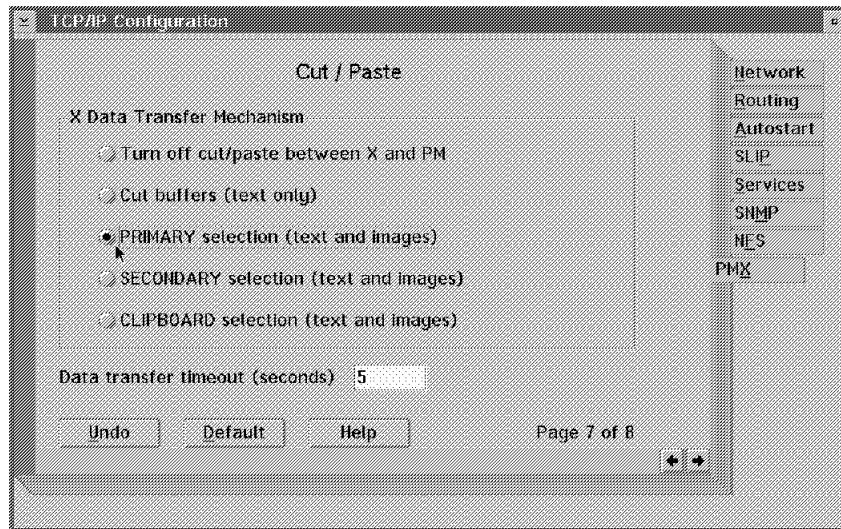 TCP/IP Configuration
Cut / Paste
X Data Transfer Mechanism
Turn off cut/paste between X and PM
Cut buffers (text only)
PRIMARY selection (text and images)
SECONDARY selection (text and images)
CLIPBOARD selection (text and images)
Data transfer timeout (seconds) 5
Undo Default Help Page 7 of 8
Network
Routing
Autostart
SLIP
Services
SNMP
NFS
PMX